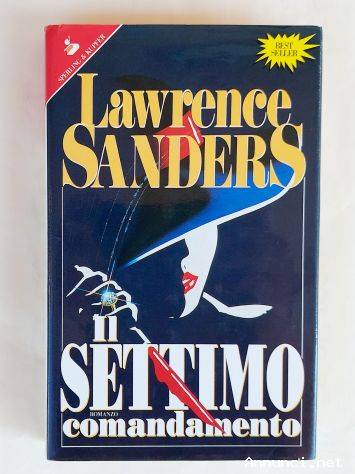 SPERLING & KUPFER
BEST
SELLER
Lawrence
SANDERS
il
SETTIMO
ROMANZO
comandamento
Annunci.net